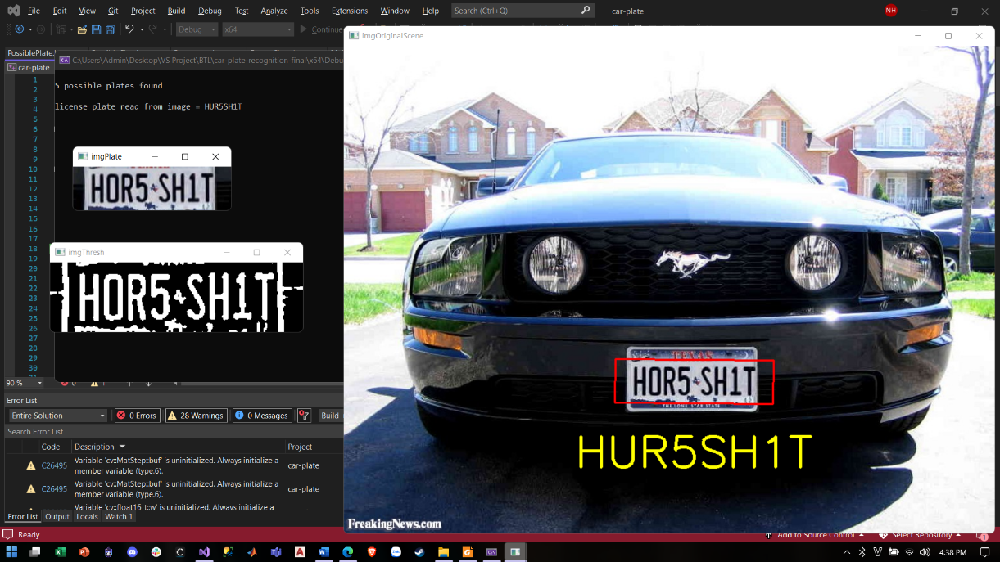 File Edit View Git Project Build Debug Test Analyze Tools Extensions Window Help Search (Ctrl+Q) car-plate NH
Debug x64 Continue
PossiblePlate.
C:\Users\Admin\Desktop\VS Project\BTL\car-plate-recognition-final\x64\Debu
car-plate
1
2
3
4
5
6
7
8
9
10
11
12
13
14
15
16
17
18
19
20
21
22
23
24
25
26
27
28
29
30
5 possible plates found
license plate read from image = HUR5SH1T
----------------------------------------
imgPlate
HOR5 SH1T
imgThresh
HOR5 SH1T
imgOriginalScene
TEXAS
HOR5 SH1T
THE LONE STAR STATE
HUR5SH1T
FreakingNews.com
90 %
0
1
Error List
Entire Solution 0 Errors 28 Warnings 0 Messages Build
Search Error List
Code Description Project
C26495 Variable 'cv::MatStep::buf' is uninitialized. Always initialize a member variable (type.6). car-plate
C26495 Variable 'cv::MatStep::buf' is uninitialized. Always initialize a member variable (type.6). car-plate
Variable 'cv::float16_t::w' is uninitialized. Always initialize a
Error List Output Locals Watch 1
Ready Add to Source Control Select Repository 1
4:38 PM